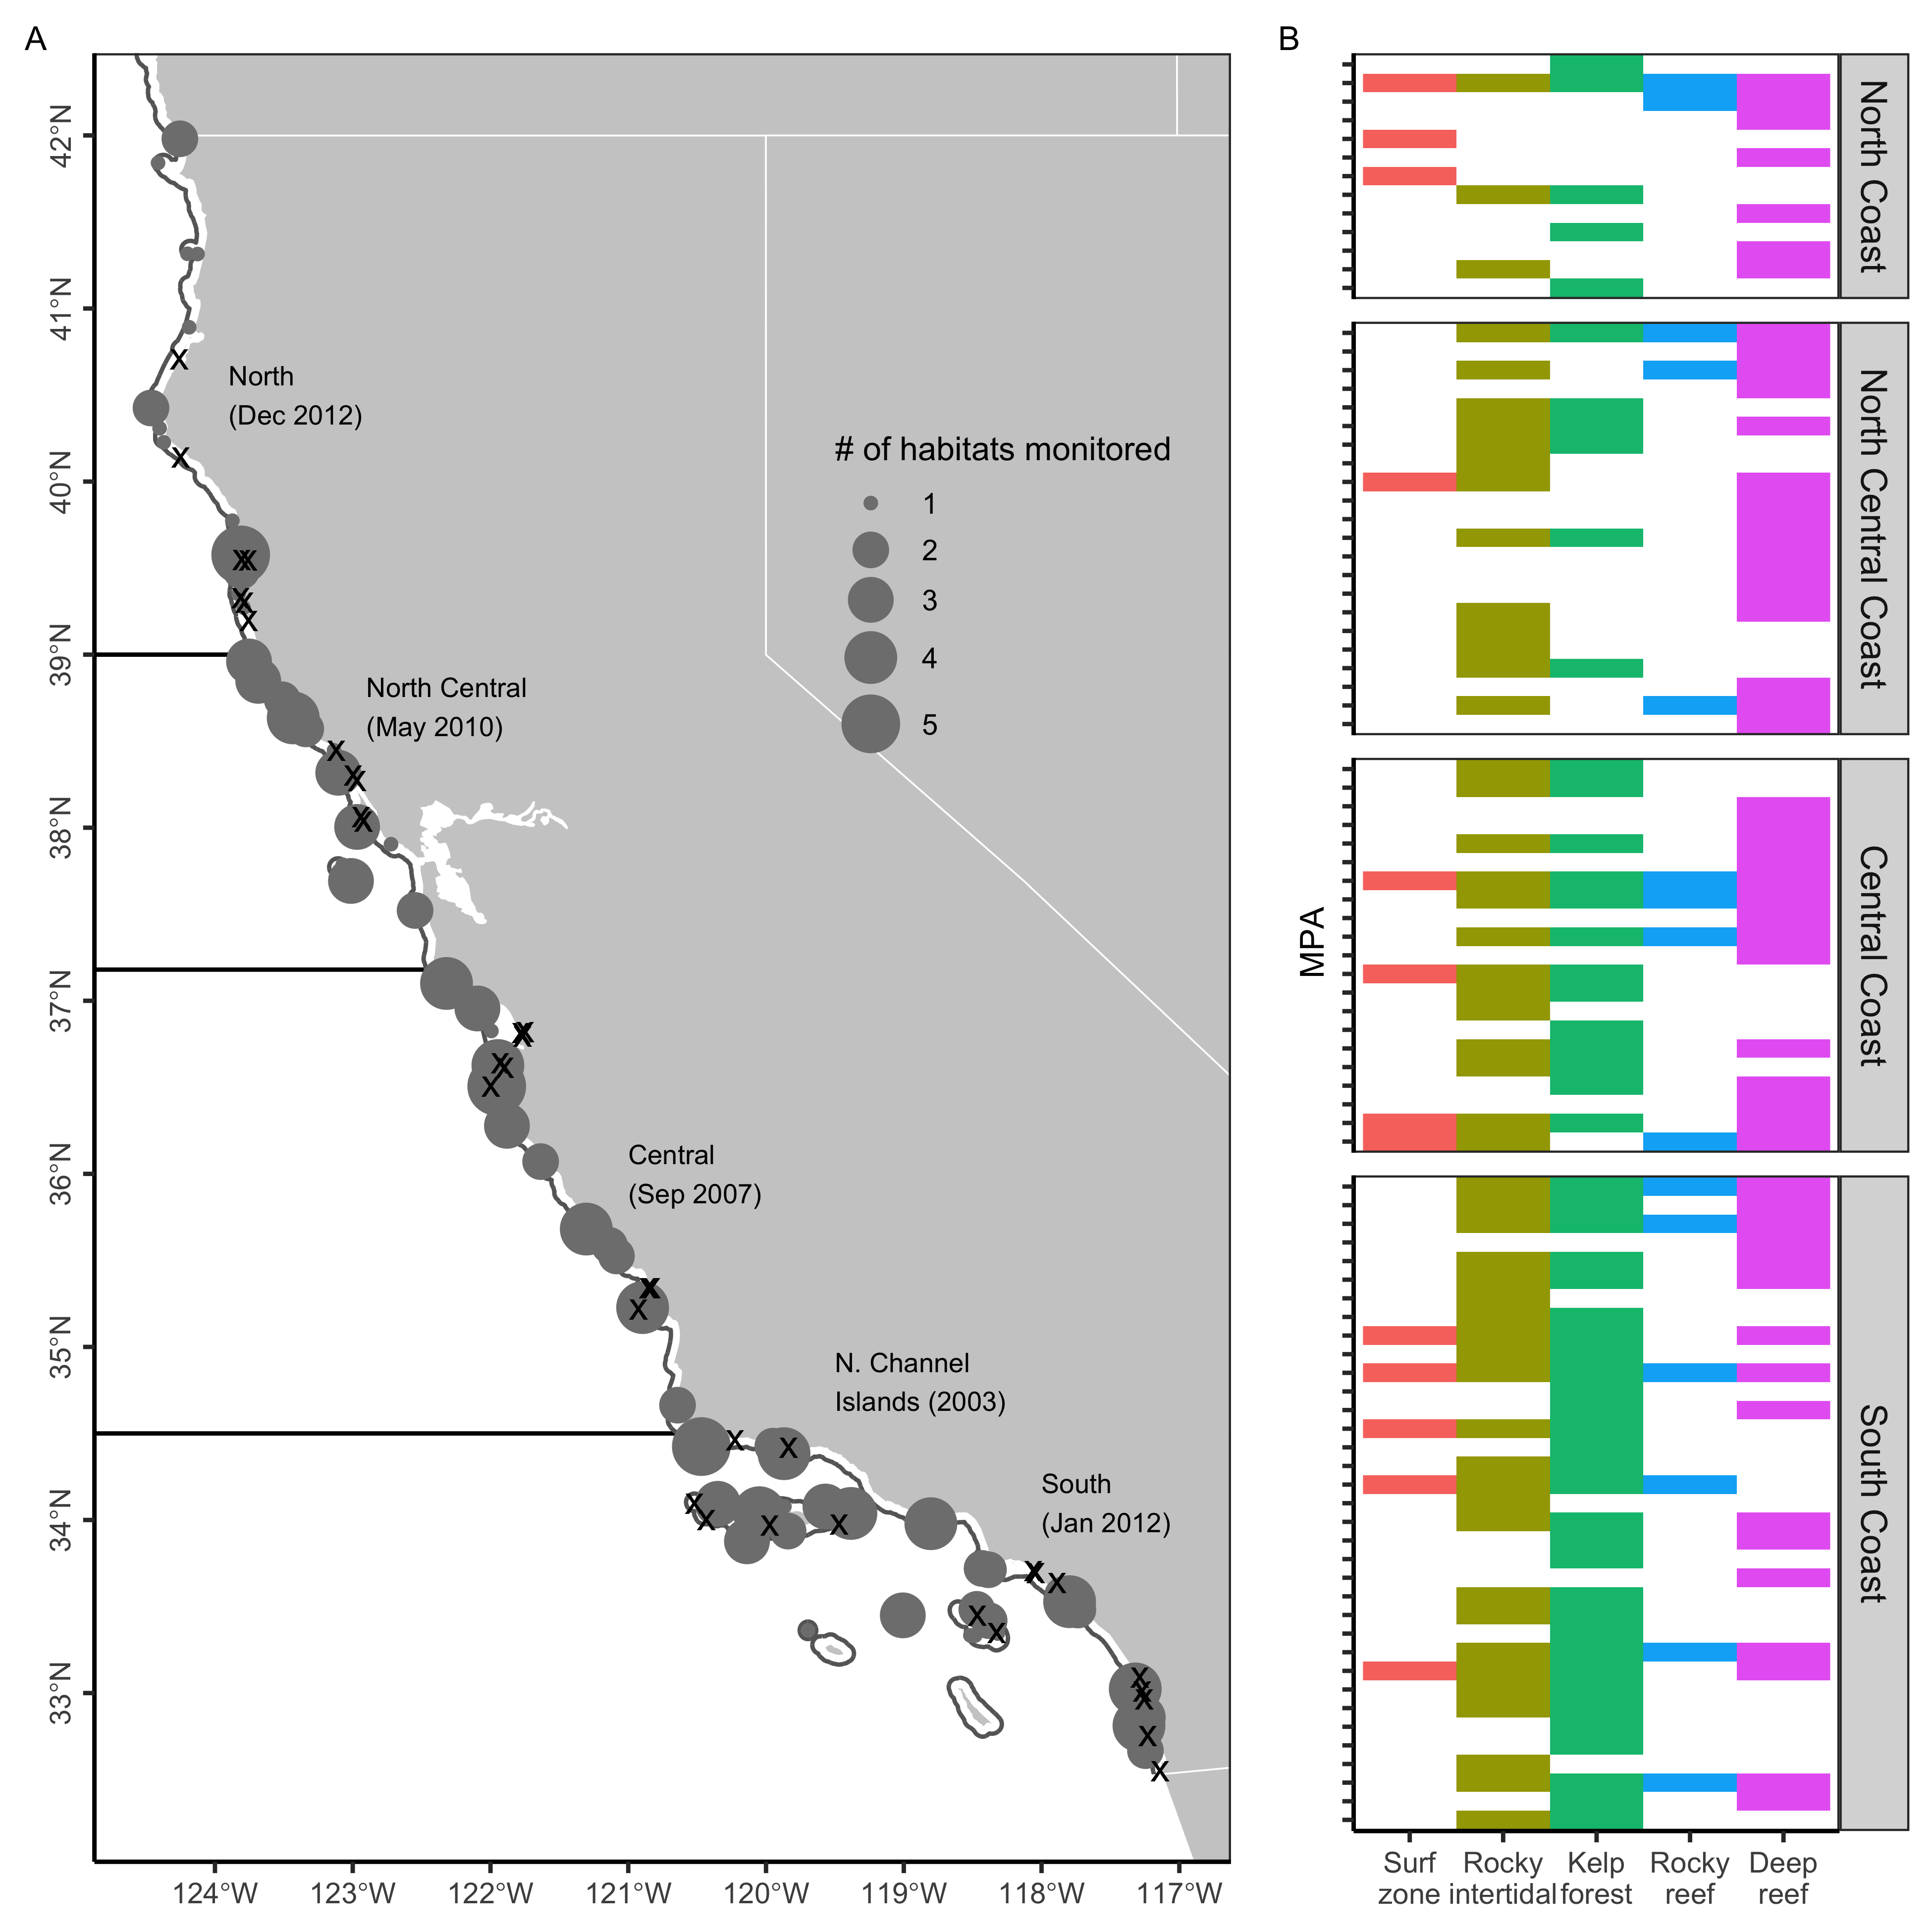 A
42°N
41°N
40°N
39°N
38°N
37°N
36°N
35°N
34°N
33°N
124°W
123°W
122°W
121°W
120°W
119°W
118°W
117°W
North
(Dec 2012)
North Central
(May 2010)
Central
(Sep 2007)
N. Channel
Islands (2003)
South
(Jan 2012)
# of habitats monitored
1
2
3
4
5
B
MPA
North Coast
North Central Coast
Central Coast
South Coast
Surf
zone
Rocky
intertidal
Kelp
forest
Rocky
reef
Deep
reef